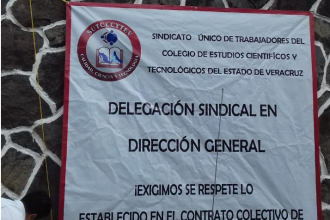 SUTCECYTEV
SINDICATO ÚNICO DE TRABAJADORES DEL
COLEGIO DE ESTUDIOS CIENTÍFICOS Y
TECNOLÓGICOS DEL ESTADO DE VERACRUZ
DELEGACIÓN SINDICAL EN
DIRECCIÓN GENERAL
¡EXIGIMOS SE RESPETE LO
ESTABLECIDO EN EL CONTRATO COLECTIVO DE